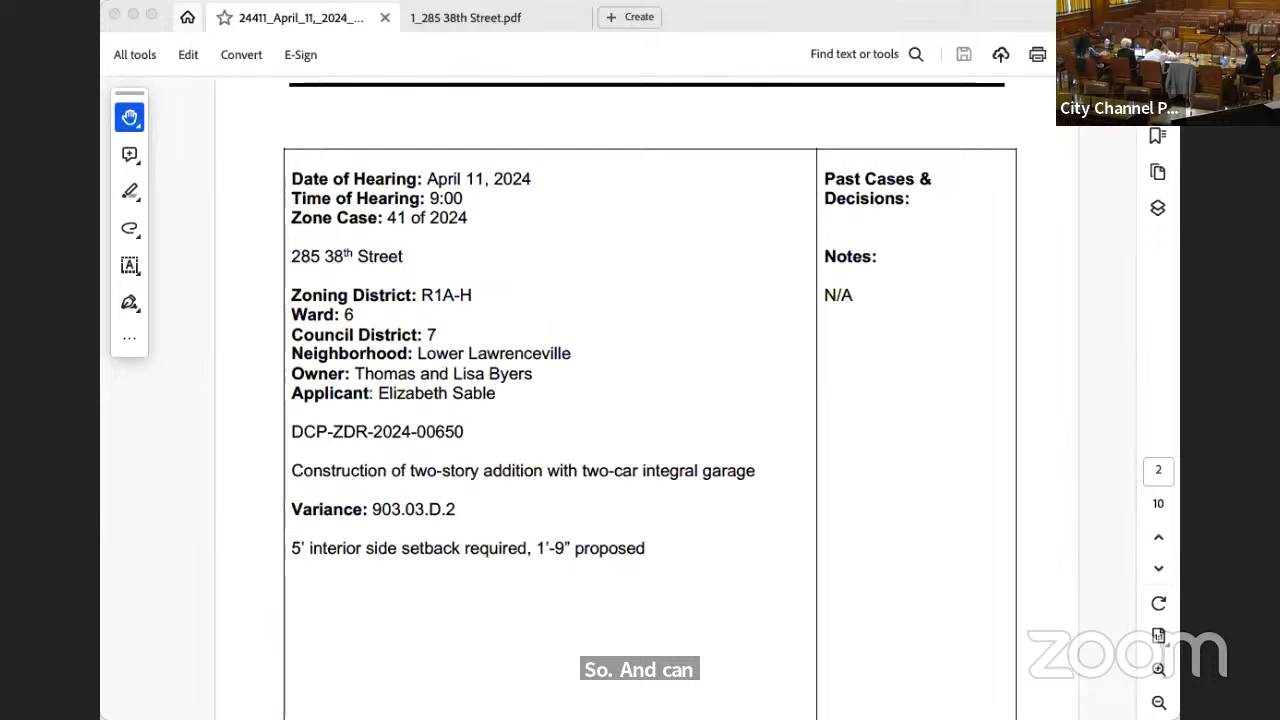 24411_April_11,_2024_...
1_285 38th Street.pdf
Create
All tools
Edit
Convert
E-Sign
Find text or tools
City Channel P...
Date of Hearing: April 11, 2024
Time of Hearing: 9:00
Zone Case: 41 of 2024
285 38th Street
Zoning District: R1A-H
Ward: 6
Council District: 7
Neighborhood: Lower Lawrenceville
Owner: Thomas and Lisa Byers
Applicant: Elizabeth Sable
DCP-ZDR-2024-00650
Construction of two-story addition with two-car integral garage
Variance: 903.03.D.2
5' interior side setback required, 1'-9” proposed
Past Cases &
Decisions:
Notes:
N/A
2
10
zoom
So. And can